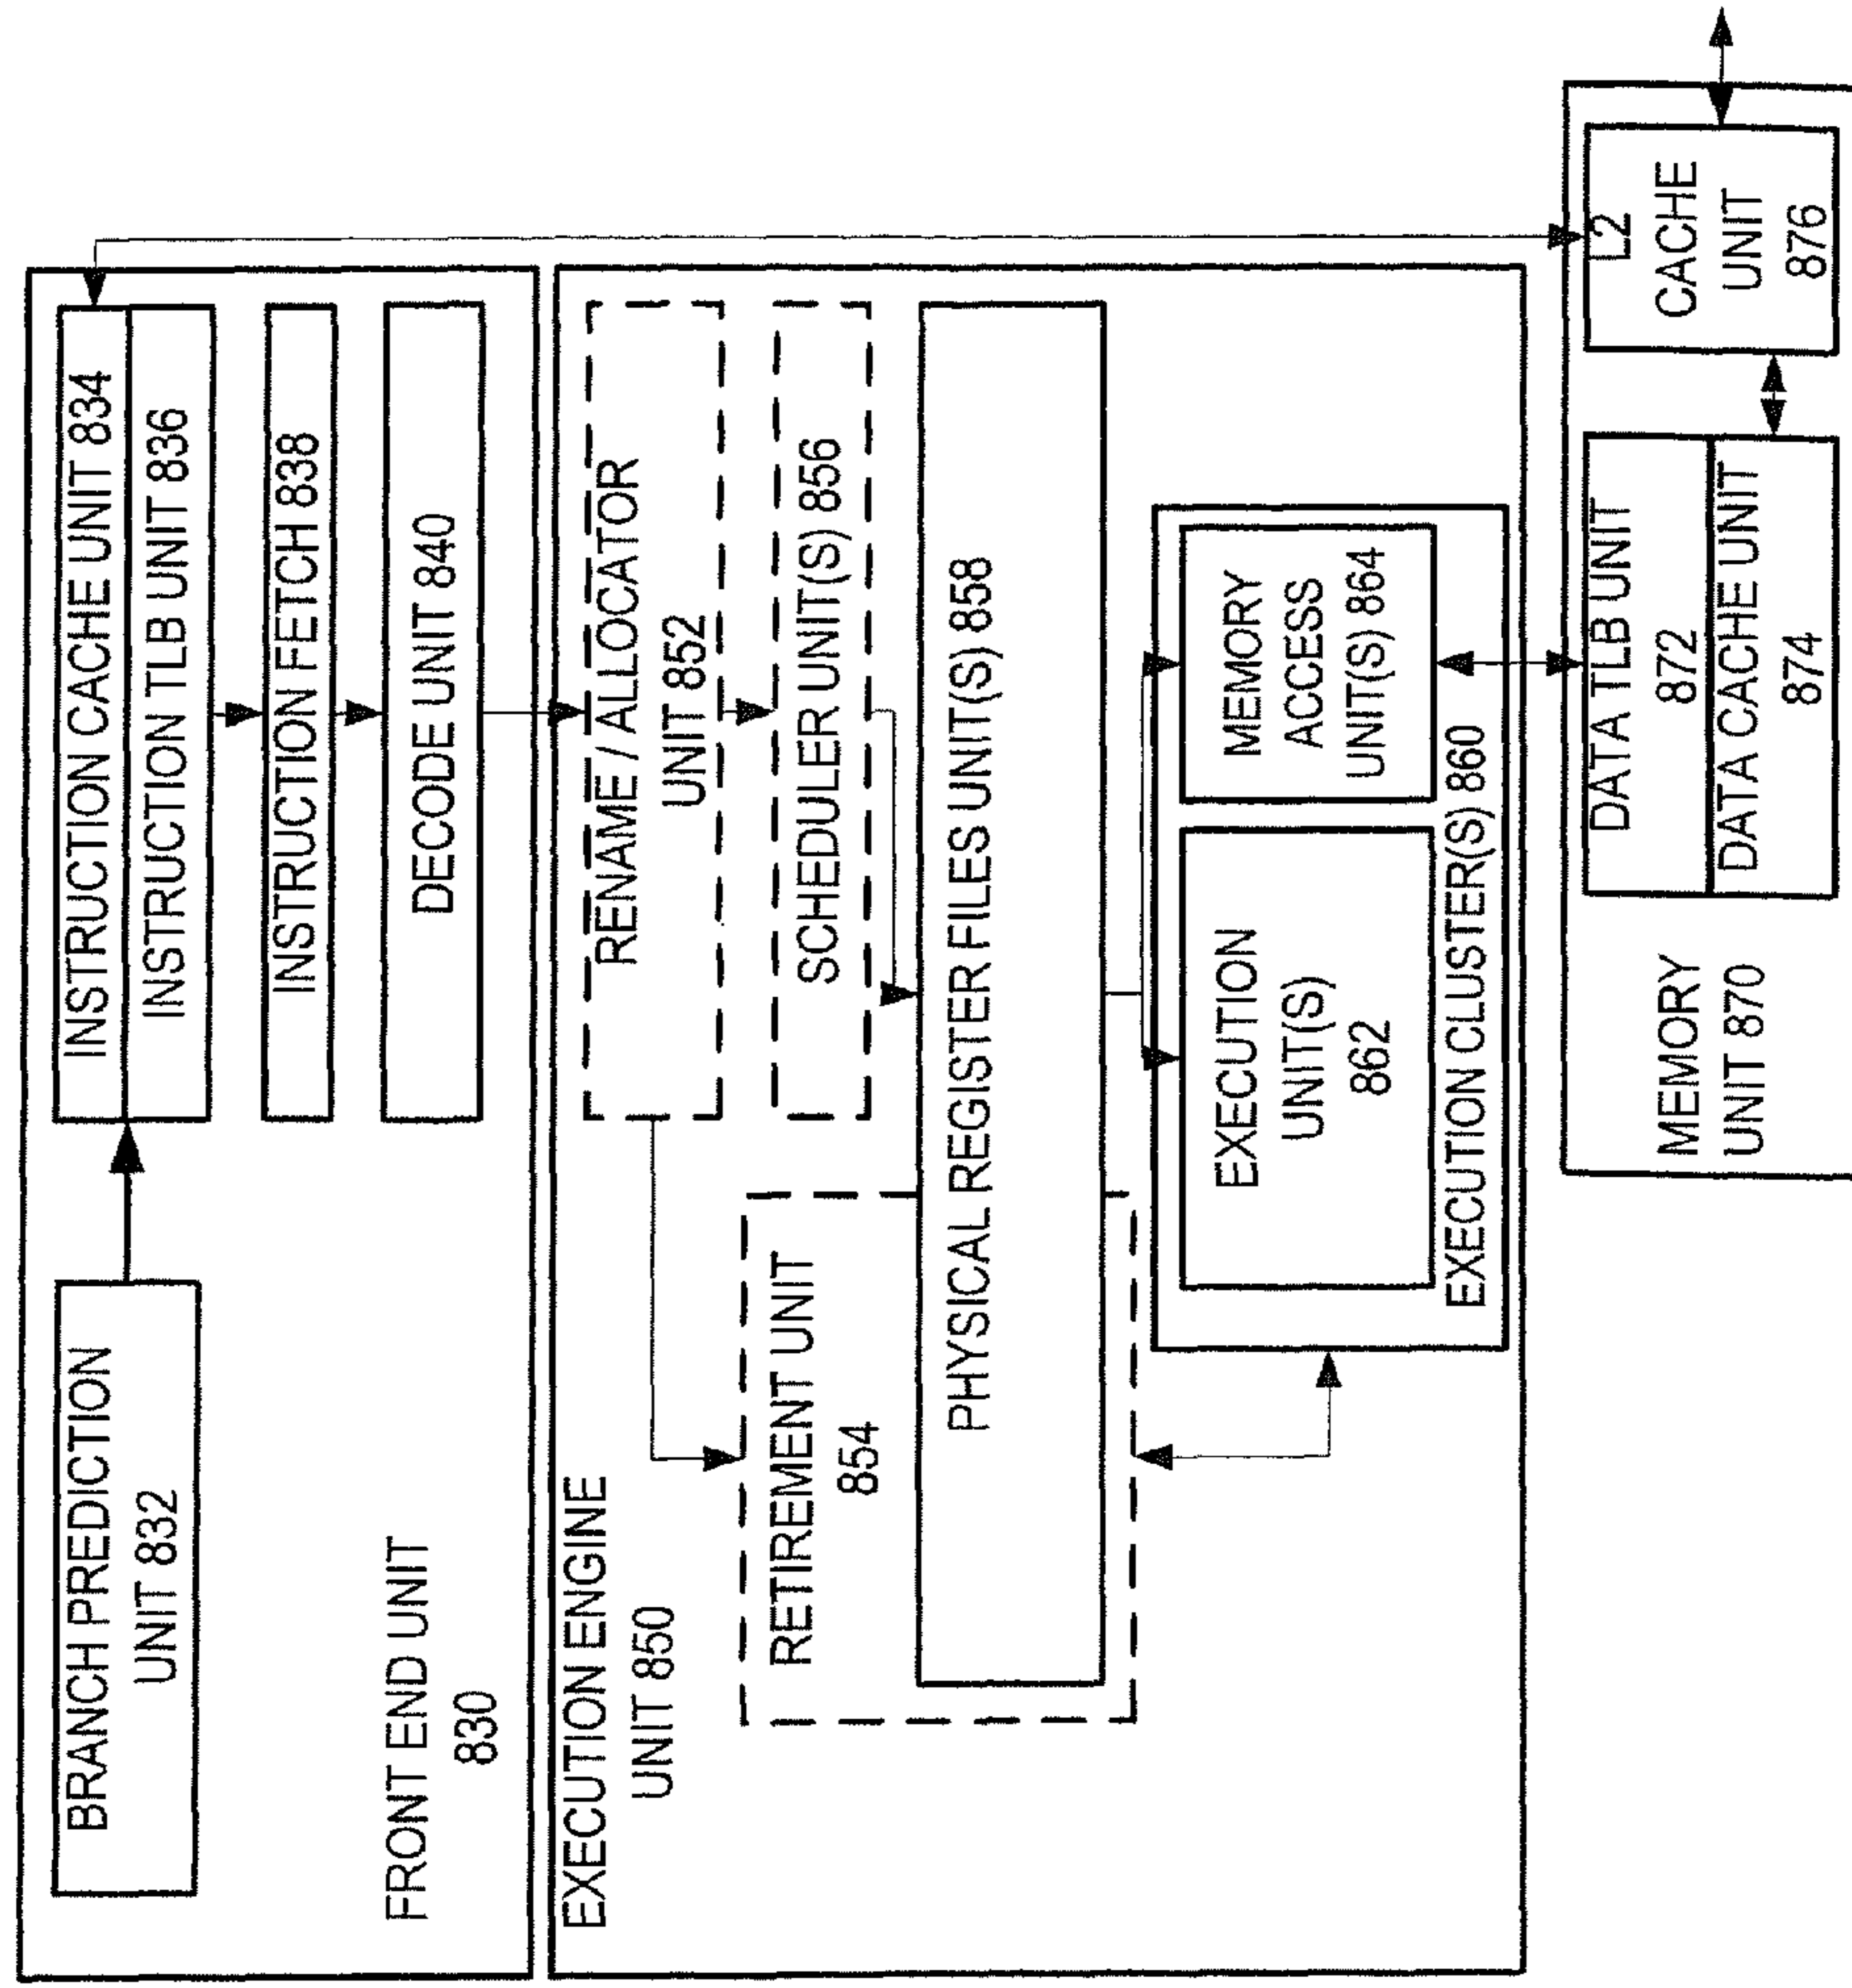 BRANCH PREDICTION
UNIT 832
INSTRUCTION CACHE UNIT 834
INSTRUCTION TLB UNIT 836
INSTRUCTION FETCH 838
DECODE UNIT 840
FRONT END UNIT
830
EXECUTION ENGINE
UNIT 850
RENAME / ALLOCATOR
UNIT 852
SCHEDULER UNIT(S) 856
RETIREMENT UNIT
854
PHYSICAL REGISTER FILES UNIT(S) 858
EXECUTION
UNIT(S)
862
MEMORY
ACCESS
UNIT(S) 864
EXECUTION CLUSTER(S) 860
MEMORY
UNIT 870
DATA TLB UNIT
872
DATA CACHE UNIT
874
L2
CACHE
UNIT
876